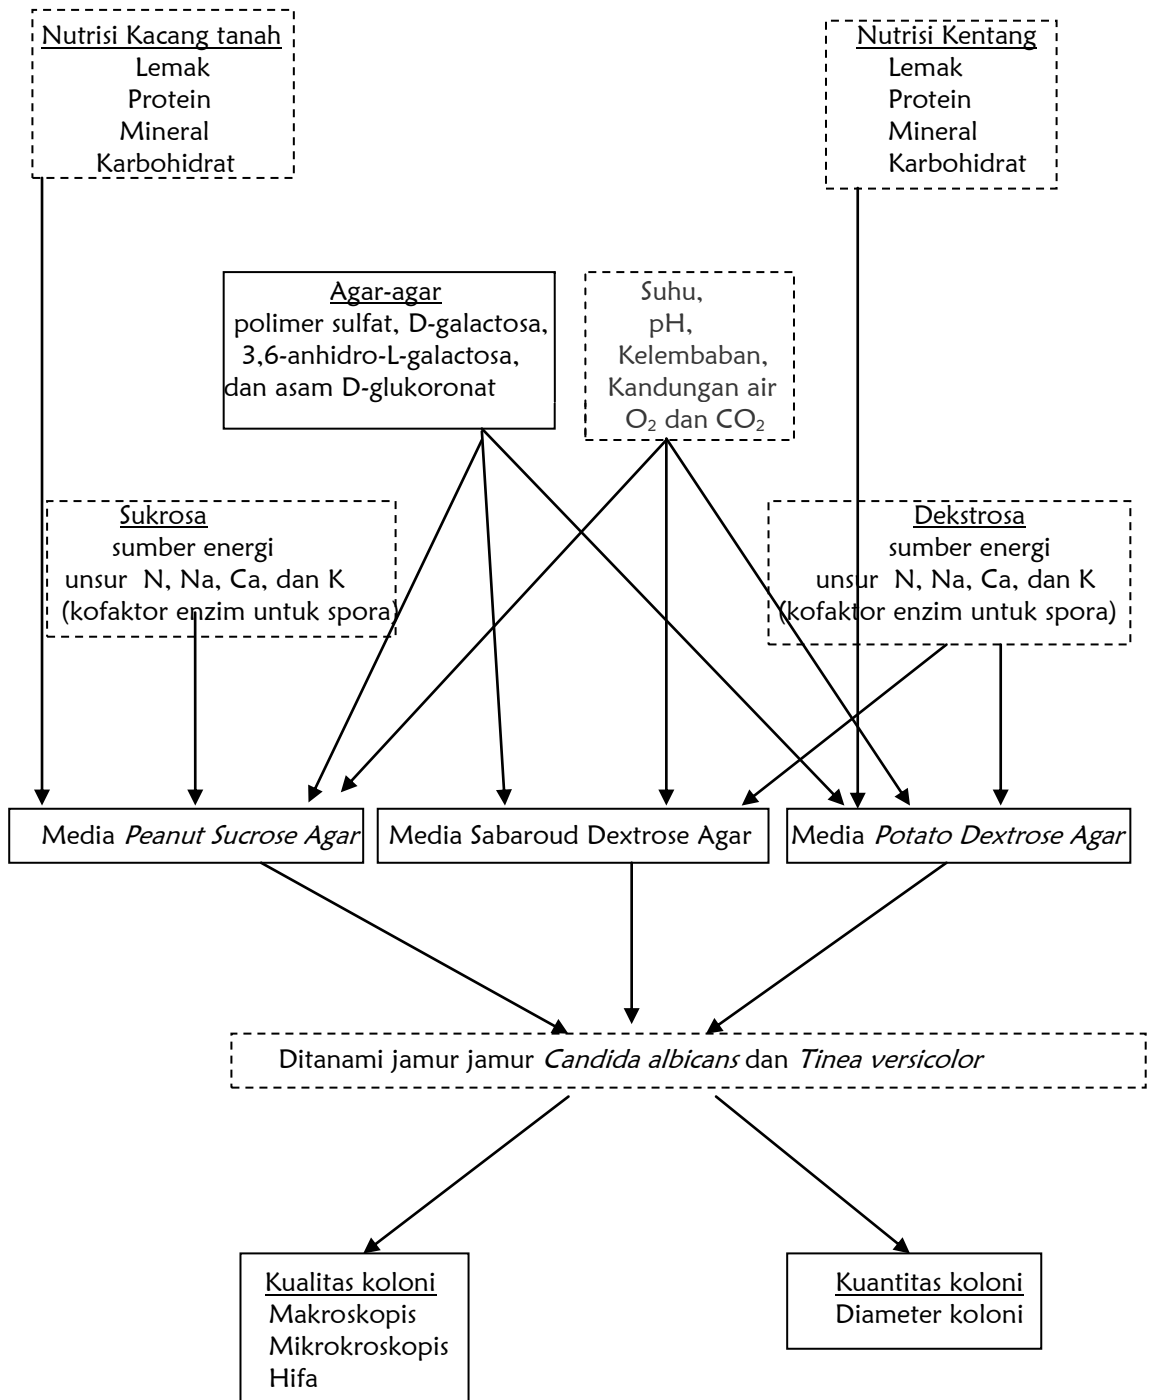 Nutrisi Kacang tanah
Lemak
Protein
Mineral
Karbohidrat
Nutrisi Kentang
Lemak
Protein
Mineral
Karbohidrat
Agar-agar
polimer sulfat, D-galactosa,
3,6-anhidro-L-galactosa,
dan asam D-glukoronat
Suhu,
pH,
Kelembaban,
Kandungan air
O₂ dan CO₂
Sukrosa
sumber energi
unsur N, Na, Ca, dan K
(kofaktor enzim untuk spora)
Dekstrosa
sumber energi
unsur N, Na, Ca, dan K
(kofaktor enzim untuk spora)
Media Peanut Sucrose Agar
Media Sabaroud Dextrose Agar
Media Potato Dextrose Agar
Ditanami jamur jamur Candida albicans dan Tinea versicolor
Kualitas koloni
Makroskopis
Mikrokroskopis
Hifa
Kuantitas koloni
Diameter koloni